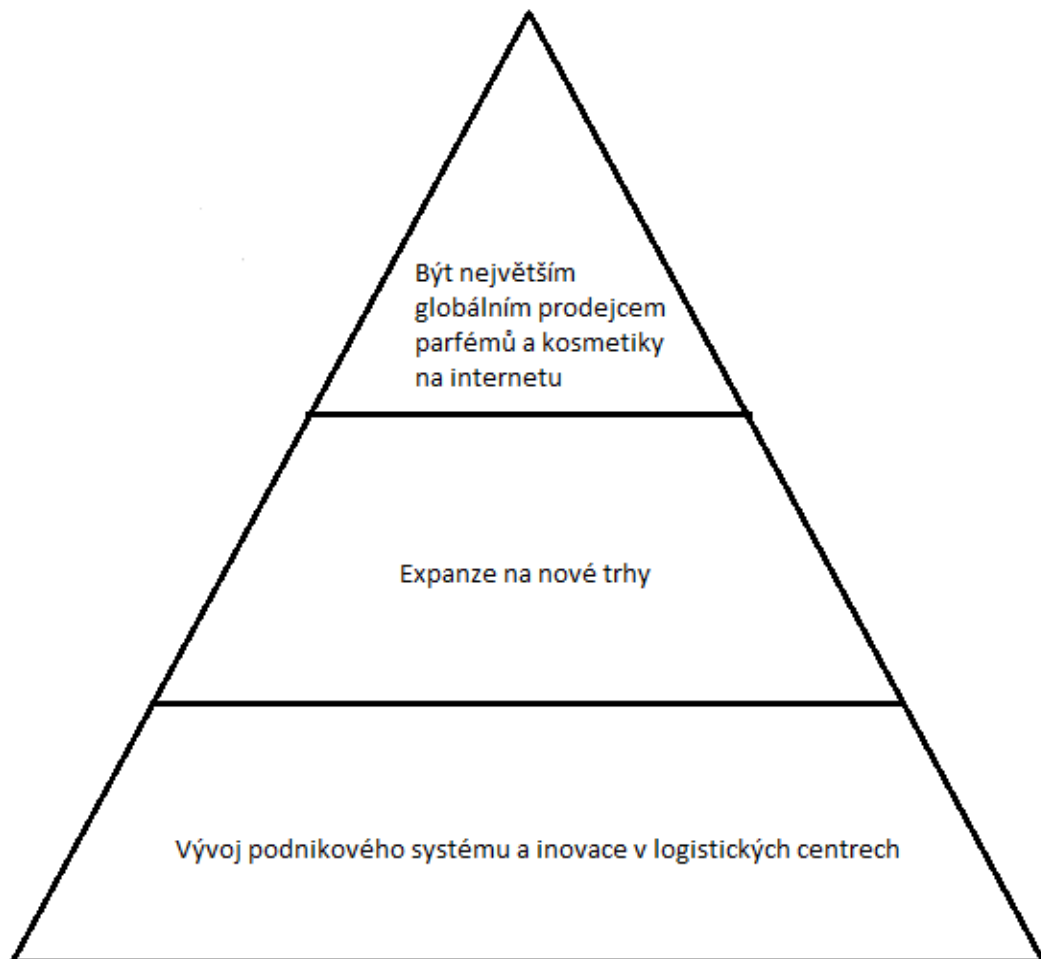 Být největším
globálním prodejcem
parfémů a kosmetiky
na internetu
Expanze na nové trhy
Vývoj podnikového systému a inovace v logistických centrech